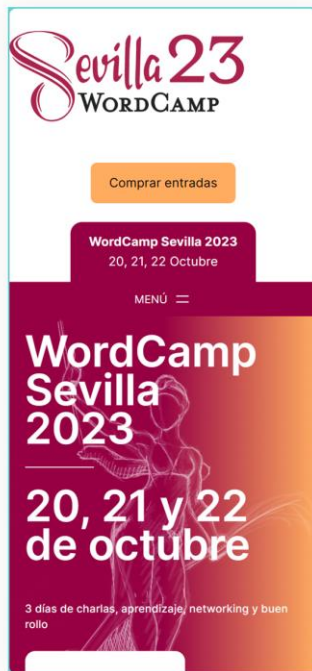 Sevilla 23
WORDCAMP
Comprar entradas
WordCamp Sevilla 2023
20, 21, 22 Octubre
MENÚ
WordCamp
Sevilla
2023
20, 21 y 22
de octubre
3 días de charlas, aprendizaje, networking y buen
rollo